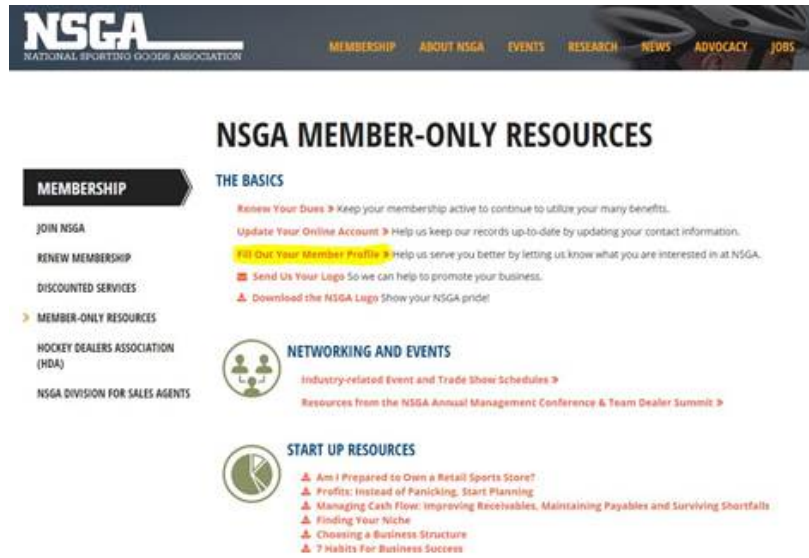 NSGA
NATIONAL SPORTING GOODS ASSOCIATION
MEMBERSHIP ABOUT NSGA EVENTS RESEARCH NEWS ADVOCACY JOBS
NSGA MEMBER-ONLY RESOURCES
MEMBERSHIP
JOIN NSGA
RENEW MEMBERSHIP
DISCOUNTED SERVICES
MEMBER-ONLY RESOURCES
HOCKEY DEALERS ASSOCIATION
(HDA)
NSGA DIVISION FOR SALES AGENTS
THE BASICS
Renew Your Dues » Keep your membership active to continue to utilize your many benefits.
Update Your Online Account » Help us keep our records up-to-date by updating your contact information.
Fill Out Your Member Profile » Help us serve you better by letting us know what you are interested in at NSGA.
Send Us Your Logo So we can help to promote your business.
Download the NSGA Logo Show your NSGA pride!
NETWORKING AND EVENTS
Industry-related Event and Trade Show Schedules »
Resources from the NSGA Annual Management Conference & Team Dealer Summit »
START UP RESOURCES
Am I Prepared to Own a Retail Sports Store?
Profits: Instead of Panicking, Start Planning
Managing Cash Flow: Improving Receivables, Maintaining Payables and Surviving Shortfalls
Finding Your Niche
Choosing a Business Structure
7 Habits For Business Success